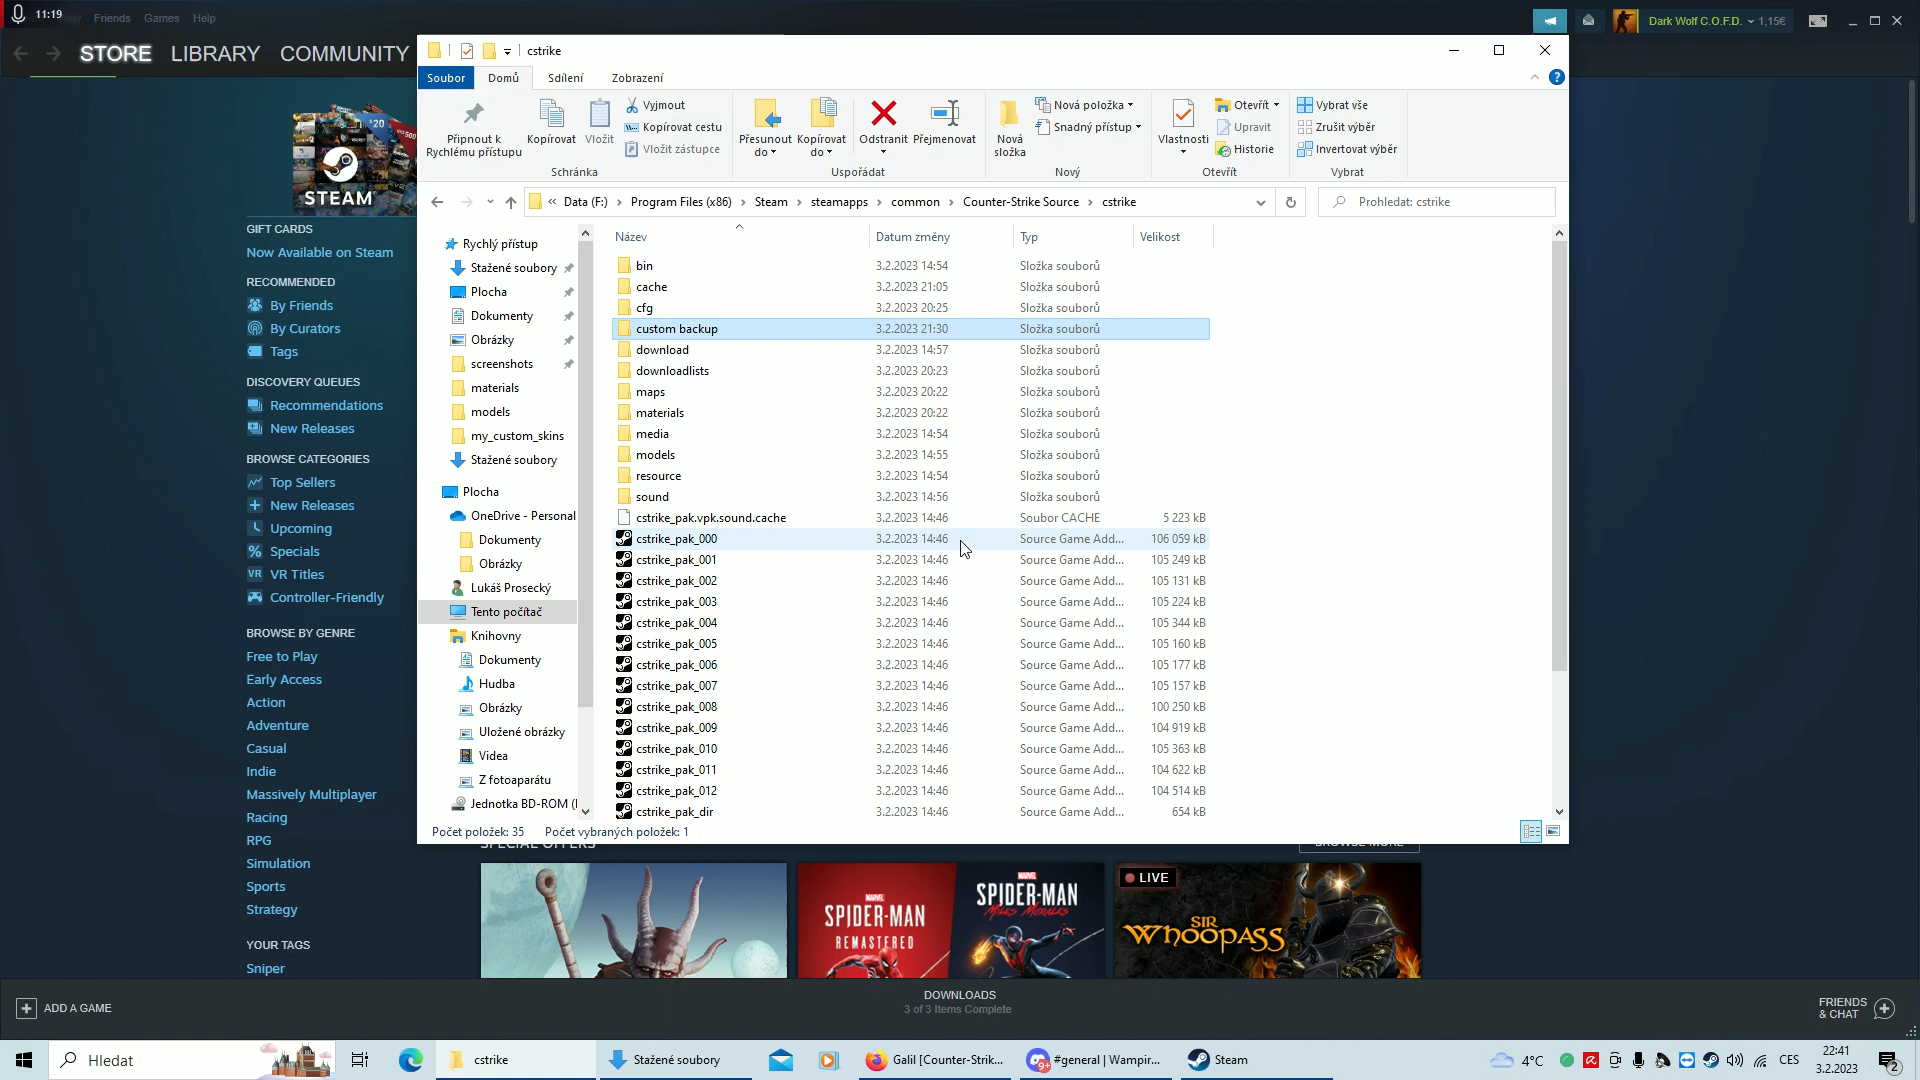 11:19
Friends
Games
Help
Dark Wolf C.O.F.D.
1,15€
STORE
LIBRARY
COMMUNITY
$20
STEAM
GIFT CARDS
Now Available on Steam
RECOMMENDED
By Friends
By Curators
Tags
DISCOVERY QUEUES
Recommendations
New Releases
BROWSE CATEGORIES
Top Sellers
New Releases
Upcoming
Specials
VR VR Titles
Controller-Friendly
BROWSE BY GENRE
Free to Play
Early Access
Action
Adventure
Casual
Indie
Massively Multiplayer
Racing
RPG
Simulation
Sports
Strategy
YOUR TAGS
Sniper
cstrike
Soubor
Domů
Sdílení
Zobrazení
Připnout k
Rychlému přístupu
Kopírovat
Vložit
Vyjmout
Kopírovat cestu
Vložit zástupce
Schránka
Přesunout
do
Kopírovat
do
Odstranit
Přejmenovat
Uspořádat
Nová
složka
Nová položka
Snadný přístup
Nový
Vlastnosti
Otevřít
Upravit
Historie
Otevřít
Vybrat vše
Zrušit výběr
Invertovat výběr
Vybrat
« Data (F:) › Program Files (x86) › Steam › steamapps › common › Counter-Strike Source › cstrike
Prohledat: cstrike
Rychlý přístup
Stažené soubory
Plocha
Dokumenty
Obrázky
screenshots
materials
models
my_custom_skins
Stažené soubory
Plocha
OneDrive - Personal
Dokumenty
Obrázky
Lukáš Prosecký
Tento počítač
Knihovny
Dokumenty
Hudba
Obrázky
Uložené obrázky
Videa
Z fotoaparátu
Jednotka BD-ROM (
Název Datum změny Typ Velikost
bin 3.2.2023 14:54 Složka souborů
cache 3.2.2023 21:05 Složka souborů
cfg 3.2.2023 20:25 Složka souborů
custom backup 3.2.2023 21:30 Složka souborů
download 3.2.2023 14:57 Složka souborů
downloadlists 3.2.2023 20:23 Složka souborů
maps 3.2.2023 20:22 Složka souborů
materials 3.2.2023 20:22 Složka souborů
media 3.2.2023 14:54 Složka souborů
models 3.2.2023 14:55 Složka souborů
resource 3.2.2023 14:54 Složka souborů
sound 3.2.2023 14:56 Složka souborů
cstrike_pak.vpk.sound.cache 3.2.2023 14:46 Soubor CACHE 5 223 kB
cstrike_pak_000 3.2.2023 14:46 Source Game Add... 106 059 kB
cstrike_pak_001 3.2.2023 14:46 Source Game Add... 105 249 kB
cstrike_pak_002 3.2.2023 14:46 Source Game Add... 105 131 kB
cstrike_pak_003 3.2.2023 14:46 Source Game Add... 105 224 kB
cstrike_pak_004 3.2.2023 14:46 Source Game Add... 105 344 kB
cstrike_pak_005 3.2.2023 14:46 Source Game Add... 105 160 kB
cstrike_pak_006 3.2.2023 14:46 Source Game Add... 105 177 kB
cstrike_pak_007 3.2.2023 14:46 Source Game Add... 105 157 kB
cstrike_pak_008 3.2.2023 14:46 Source Game Add... 100 250 kB
cstrike_pak_009 3.2.2023 14:46 Source Game Add... 104 919 kB
cstrike_pak_010 3.2.2023 14:46 Source Game Add... 105 363 kB
cstrike_pak_011 3.2.2023 14:46 Source Game Add... 104 622 kB
cstrike_pak_012 3.2.2023 14:46 Source Game Add... 104 514 kB
cstrike_pak_dir 3.2.2023 14:46 Source Game Add... 654 kB
Počet položek: 35 Počet vybraných položek: 1
SPECIAL OFFERS
BROWSE MORE
MARVEL
SPIDER-MAN
REMASTERED
MARVEL
SPIDER-MAN
MILES MORALES
LIVE
SIR
WHOOPASS
ADD A GAME
DOWNLOADS
3 of 3 Items Complete
FRIENDS
& CHAT
Hledat
cstrike
Stažené soubory
Galil [Counter-Strik...
9+
#general | Wampir...
Steam
4°C
CES
22:41
3.2.2023
2